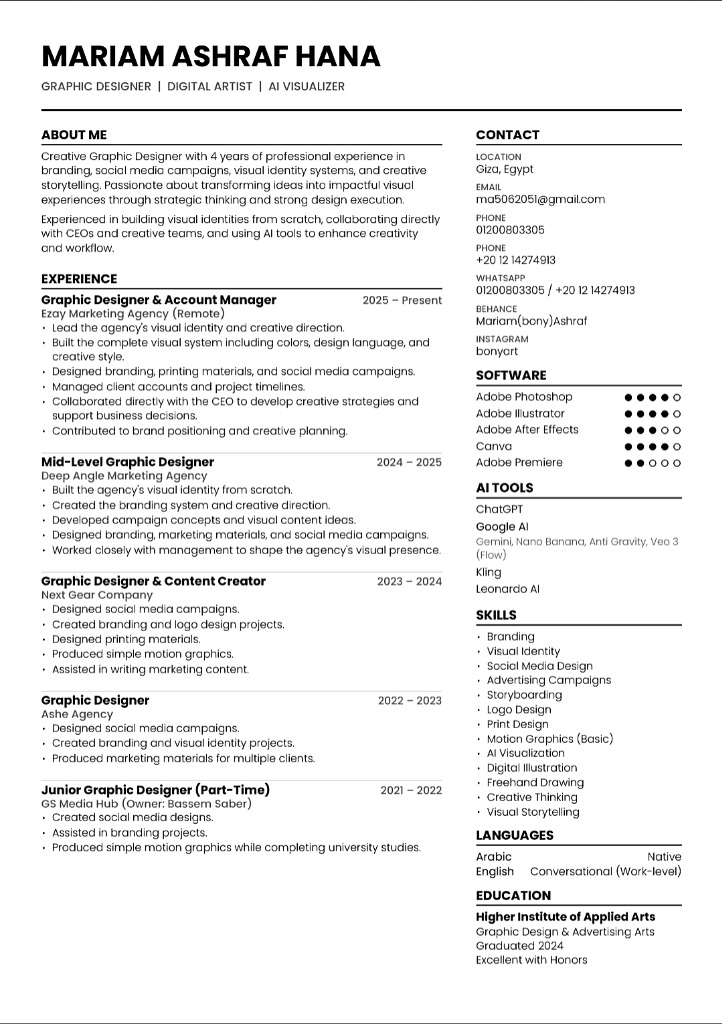 MARIAM ASHRAF HANA
GRAPHIC DESIGNER | DIGITAL ARTIST | AI VISUALIZER
ABOUT ME
Creative Graphic Designer with 4 years of professional experience in
branding, social media campaigns, visual identity systems, and creative
storytelling. Passionate about transforming ideas into impactful visual
experiences through strategic thinking and strong design execution.
Experienced in building visual identities from scratch, collaborating directly
with CEOs and creative teams, and using AI tools to enhance creativity
and workflow.
EXPERIENCE
Graphic Designer & Account Manager 2025 – Present
Ezay Marketing Agency (Remote)
• Lead the agency's visual identity and creative direction.
• Built the complete visual system including colors, design language, and
creative style.
• Designed branding, printing materials, and social media campaigns.
• Managed client accounts and project timelines.
• Collaborated directly with the CEO to develop creative strategies and
support business decisions.
• Contributed to brand positioning and creative planning.
Mid-Level Graphic Designer 2024 – 2025
Deep Angle Marketing Agency
• Built the agency's visual identity from scratch.
• Created the branding system and creative direction.
• Developed campaign concepts and visual content ideas.
• Designed branding, marketing materials, and social media campaigns.
• Worked closely with management to shape the agency's visual presence.
Graphic Designer & Content Creator 2023 – 2024
Next Gear Company
• Designed social media campaigns.
• Created branding and logo design projects.
• Designed printing materials.
• Produced simple motion graphics.
• Assisted in writing marketing content.
Graphic Designer 2022 – 2023
Ashe Agency
• Designed social media campaigns.
• Created branding and visual identity projects.
• Produced marketing materials for multiple clients.
Junior Graphic Designer (Part-Time) 2021 – 2022
GS Media Hub (Owner: Bassem Saber)
• Created social media designs.
• Assisted in branding projects.
• Produced simple motion graphics while completing university studies.
CONTACT
LOCATION
Giza, Egypt
EMAIL
ma5062051@gmail.com
PHONE
01200803305
PHONE
+20 12 14274913
WHATSAPP
01200803305 / +20 12 14274913
BEHANCE
Mariam(bony)Ashraf
INSTAGRAM
bonyart
SOFTWARE
Adobe Photoshop ●●●●○
Adobe Illustrator ●●●●○
Adobe After Effects ●●●○○
Canva ●●●●○
Adobe Premiere ●●○○○
AI TOOLS
ChatGPT
Google AI
Gemini, Nano Banana, Anti Gravity, Veo 3
(Flow)
Kling
Leonardo AI
SKILLS
• Branding
• Visual Identity
• Social Media Design
• Advertising Campaigns
• Storyboarding
• Logo Design
• Print Design
• Motion Graphics (Basic)
• AI Visualization
• Digital Illustration
• Freehand Drawing
• Creative Thinking
• Visual Storytelling
LANGUAGES
Arabic Native
English Conversational (Work-level)
EDUCATION
Higher Institute of Applied Arts
Graphic Design & Advertising Arts
Graduated 2024
Excellent with Honors